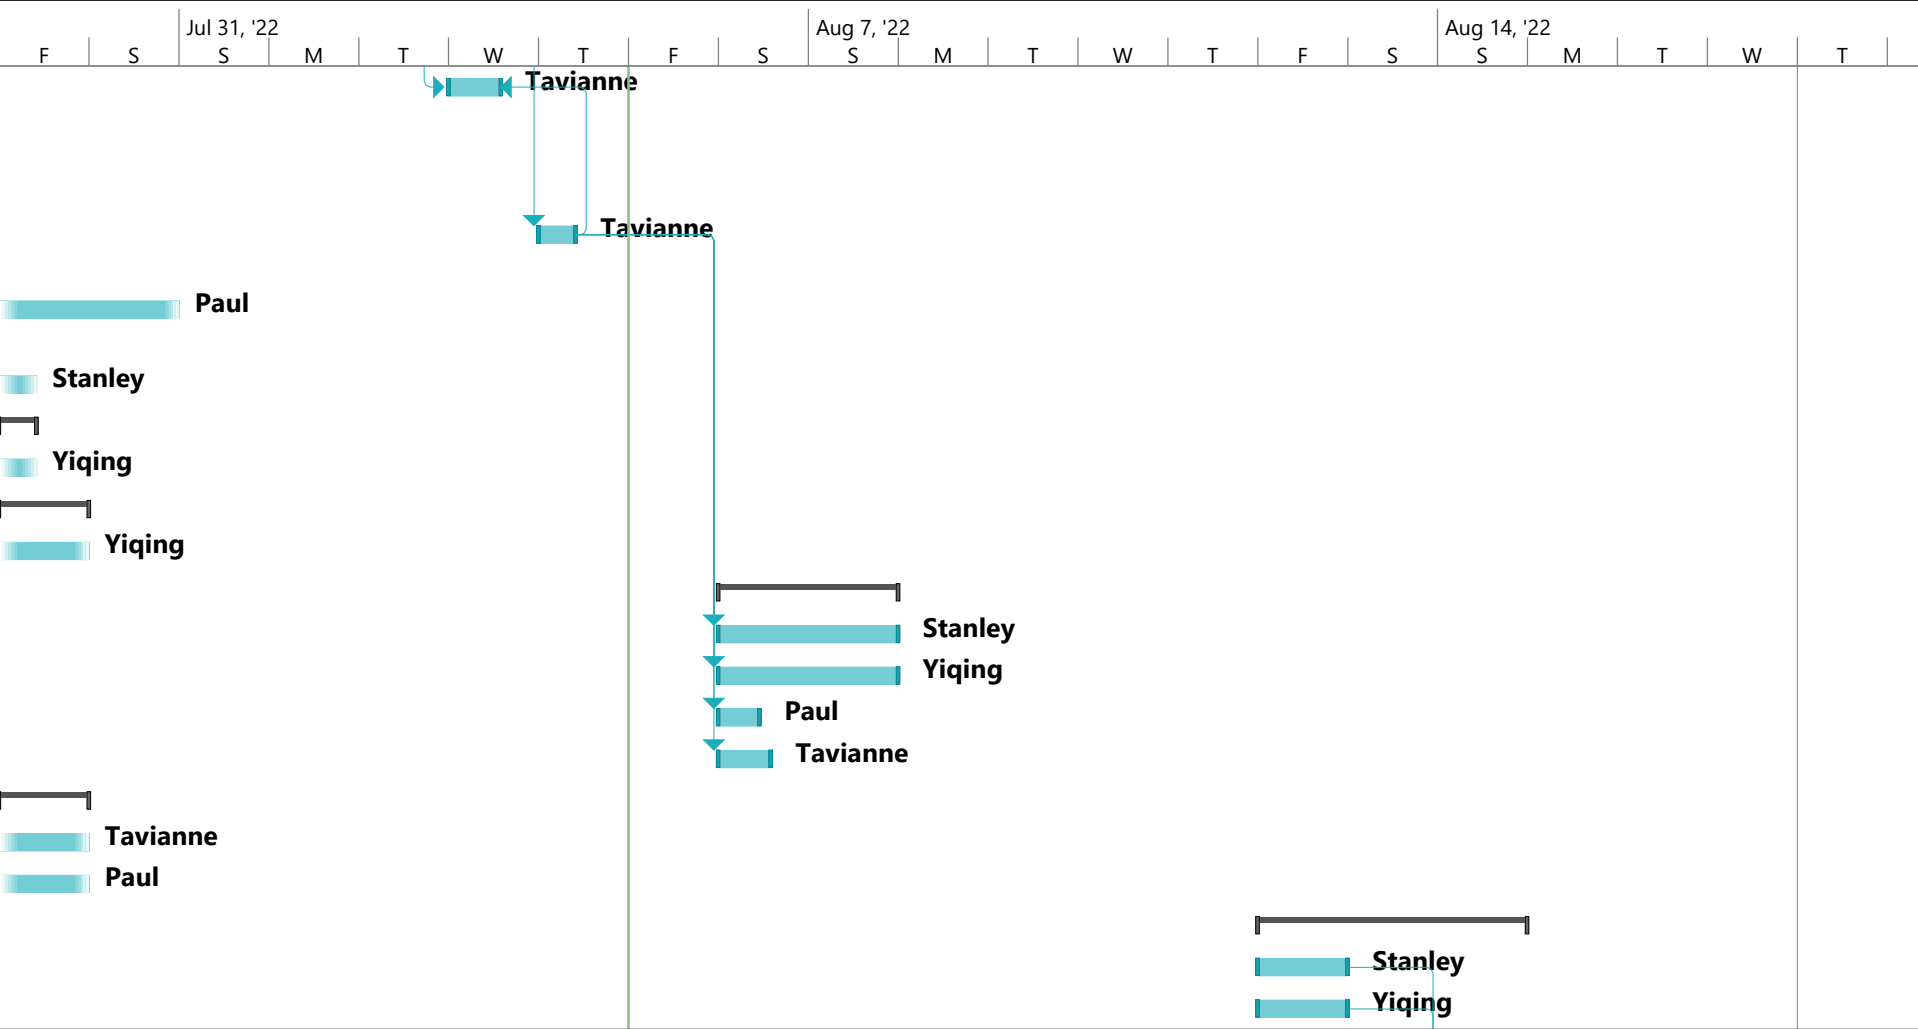 Jul 31, '22 Aug 7, '22 Aug 14, '22
F S S M T W T F S S M T W T F S S M T W T
Tavianne
Tavianne
Paul
Stanley
Yiqing
Yiqing
Stanley
Yiqing
Paul
Tavianne
Tavianne
Paul
Stanley
Yiqing